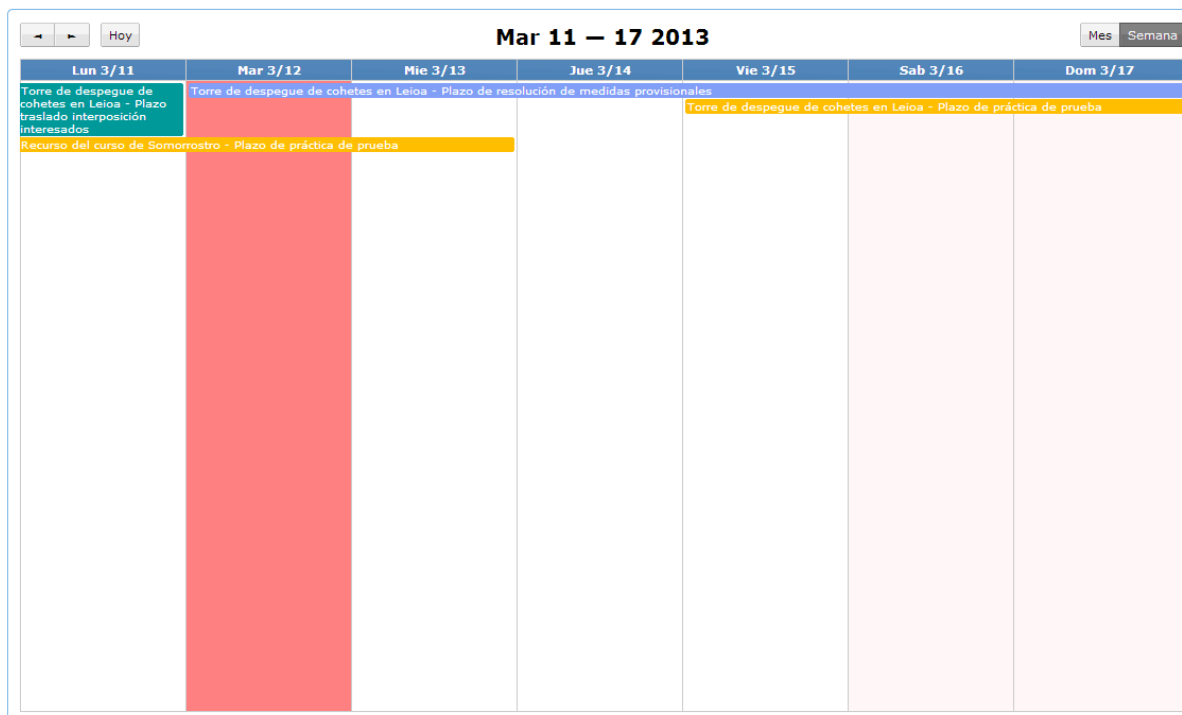 Hoy
Mar 11 — 17 2013
Mes Semana
Lun 3/11 Mar 3/12 Mie 3/13 Jue 3/14 Vie 3/15 Sab 3/16 Dom 3/17
Torre de despegue de
cohetes en Leioa - Plazo
traslado interposición
interesados
Torre de despegue de cohetes en Leioa - Plazo de resolución de medidas provisionales
Torre de despegue de cohetes en Leioa - Plazo de práctica de prueba
Recurso del curso de Somorrostro - Plazo de práctica de prueba